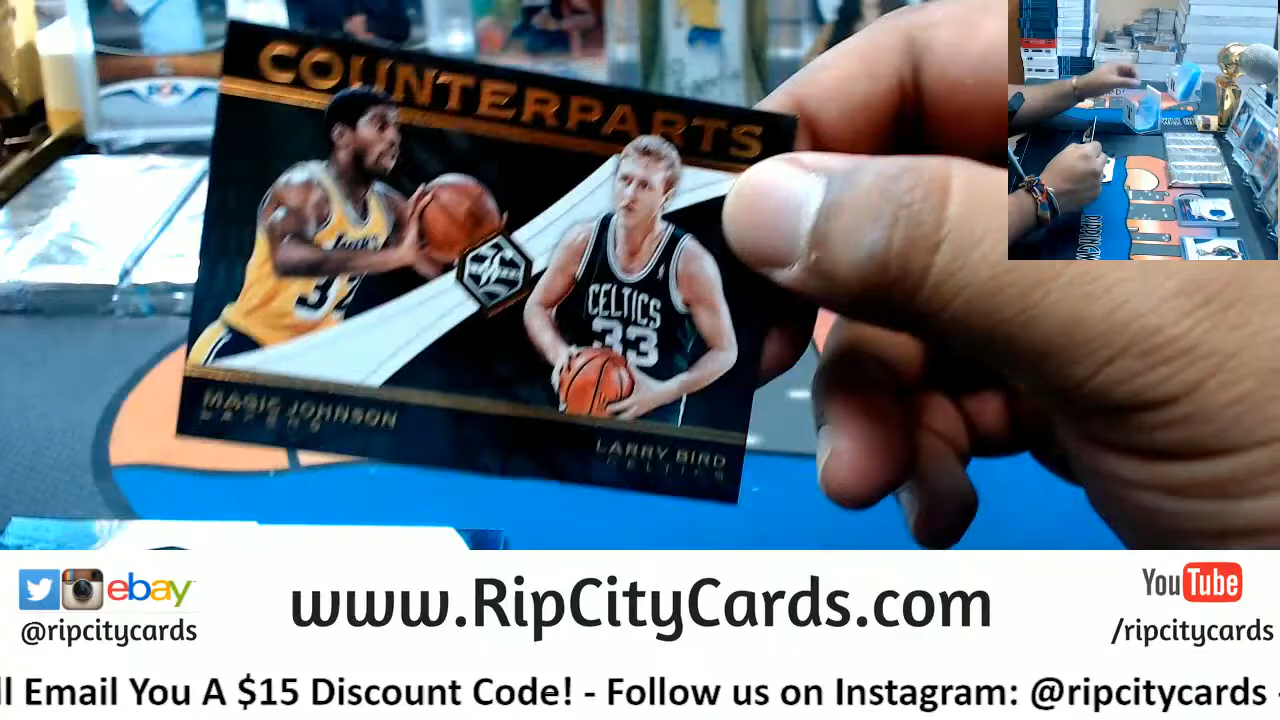 COUNTERPARTS
CELTICS
33
MAGIC JOHNSON
LARRY BIRD
CELTICS
ebay
@ripcitycards
www.RipCityCards.com
YouTube
/ripcitycards
ll Email You A $15 Discount Code! - Follow us on Instagram: @ripcitycards -